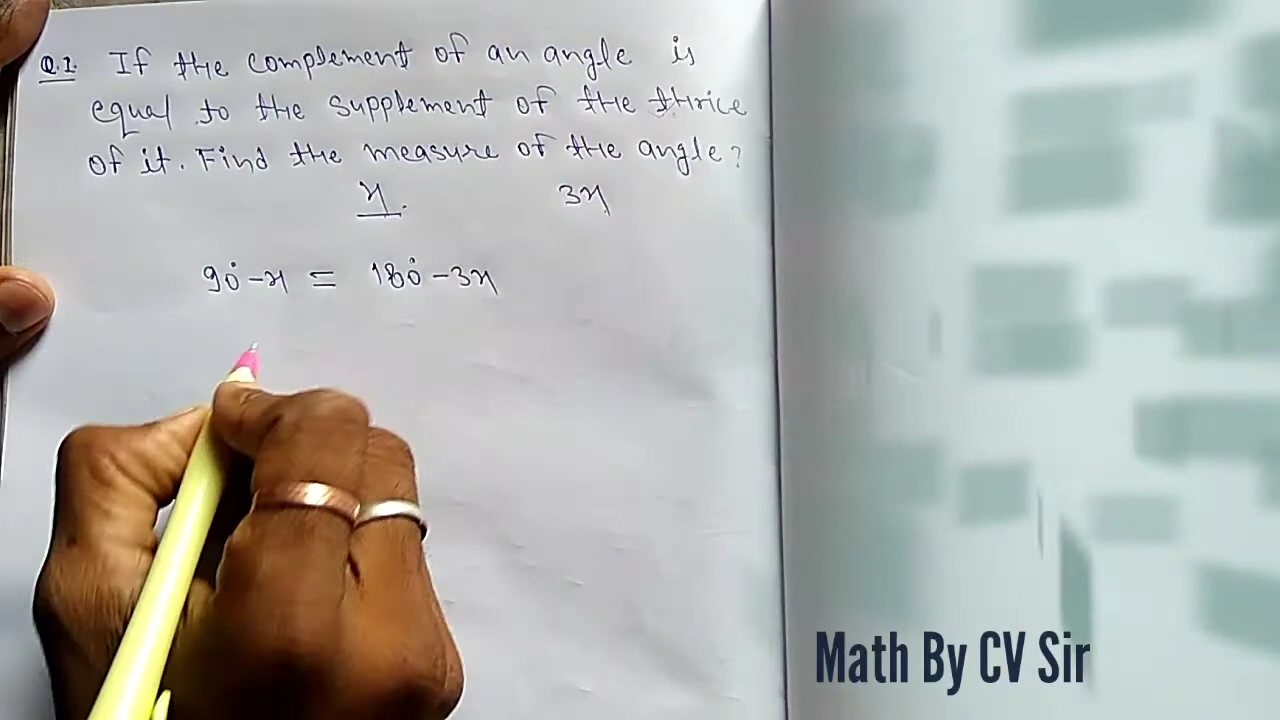 Q.1. If the complement of an angle is
equal to the supplement of the thrice
of it. Find the measure of the angle?
x. 3x
90° - x = 180° - 3x
Math By CV Sir